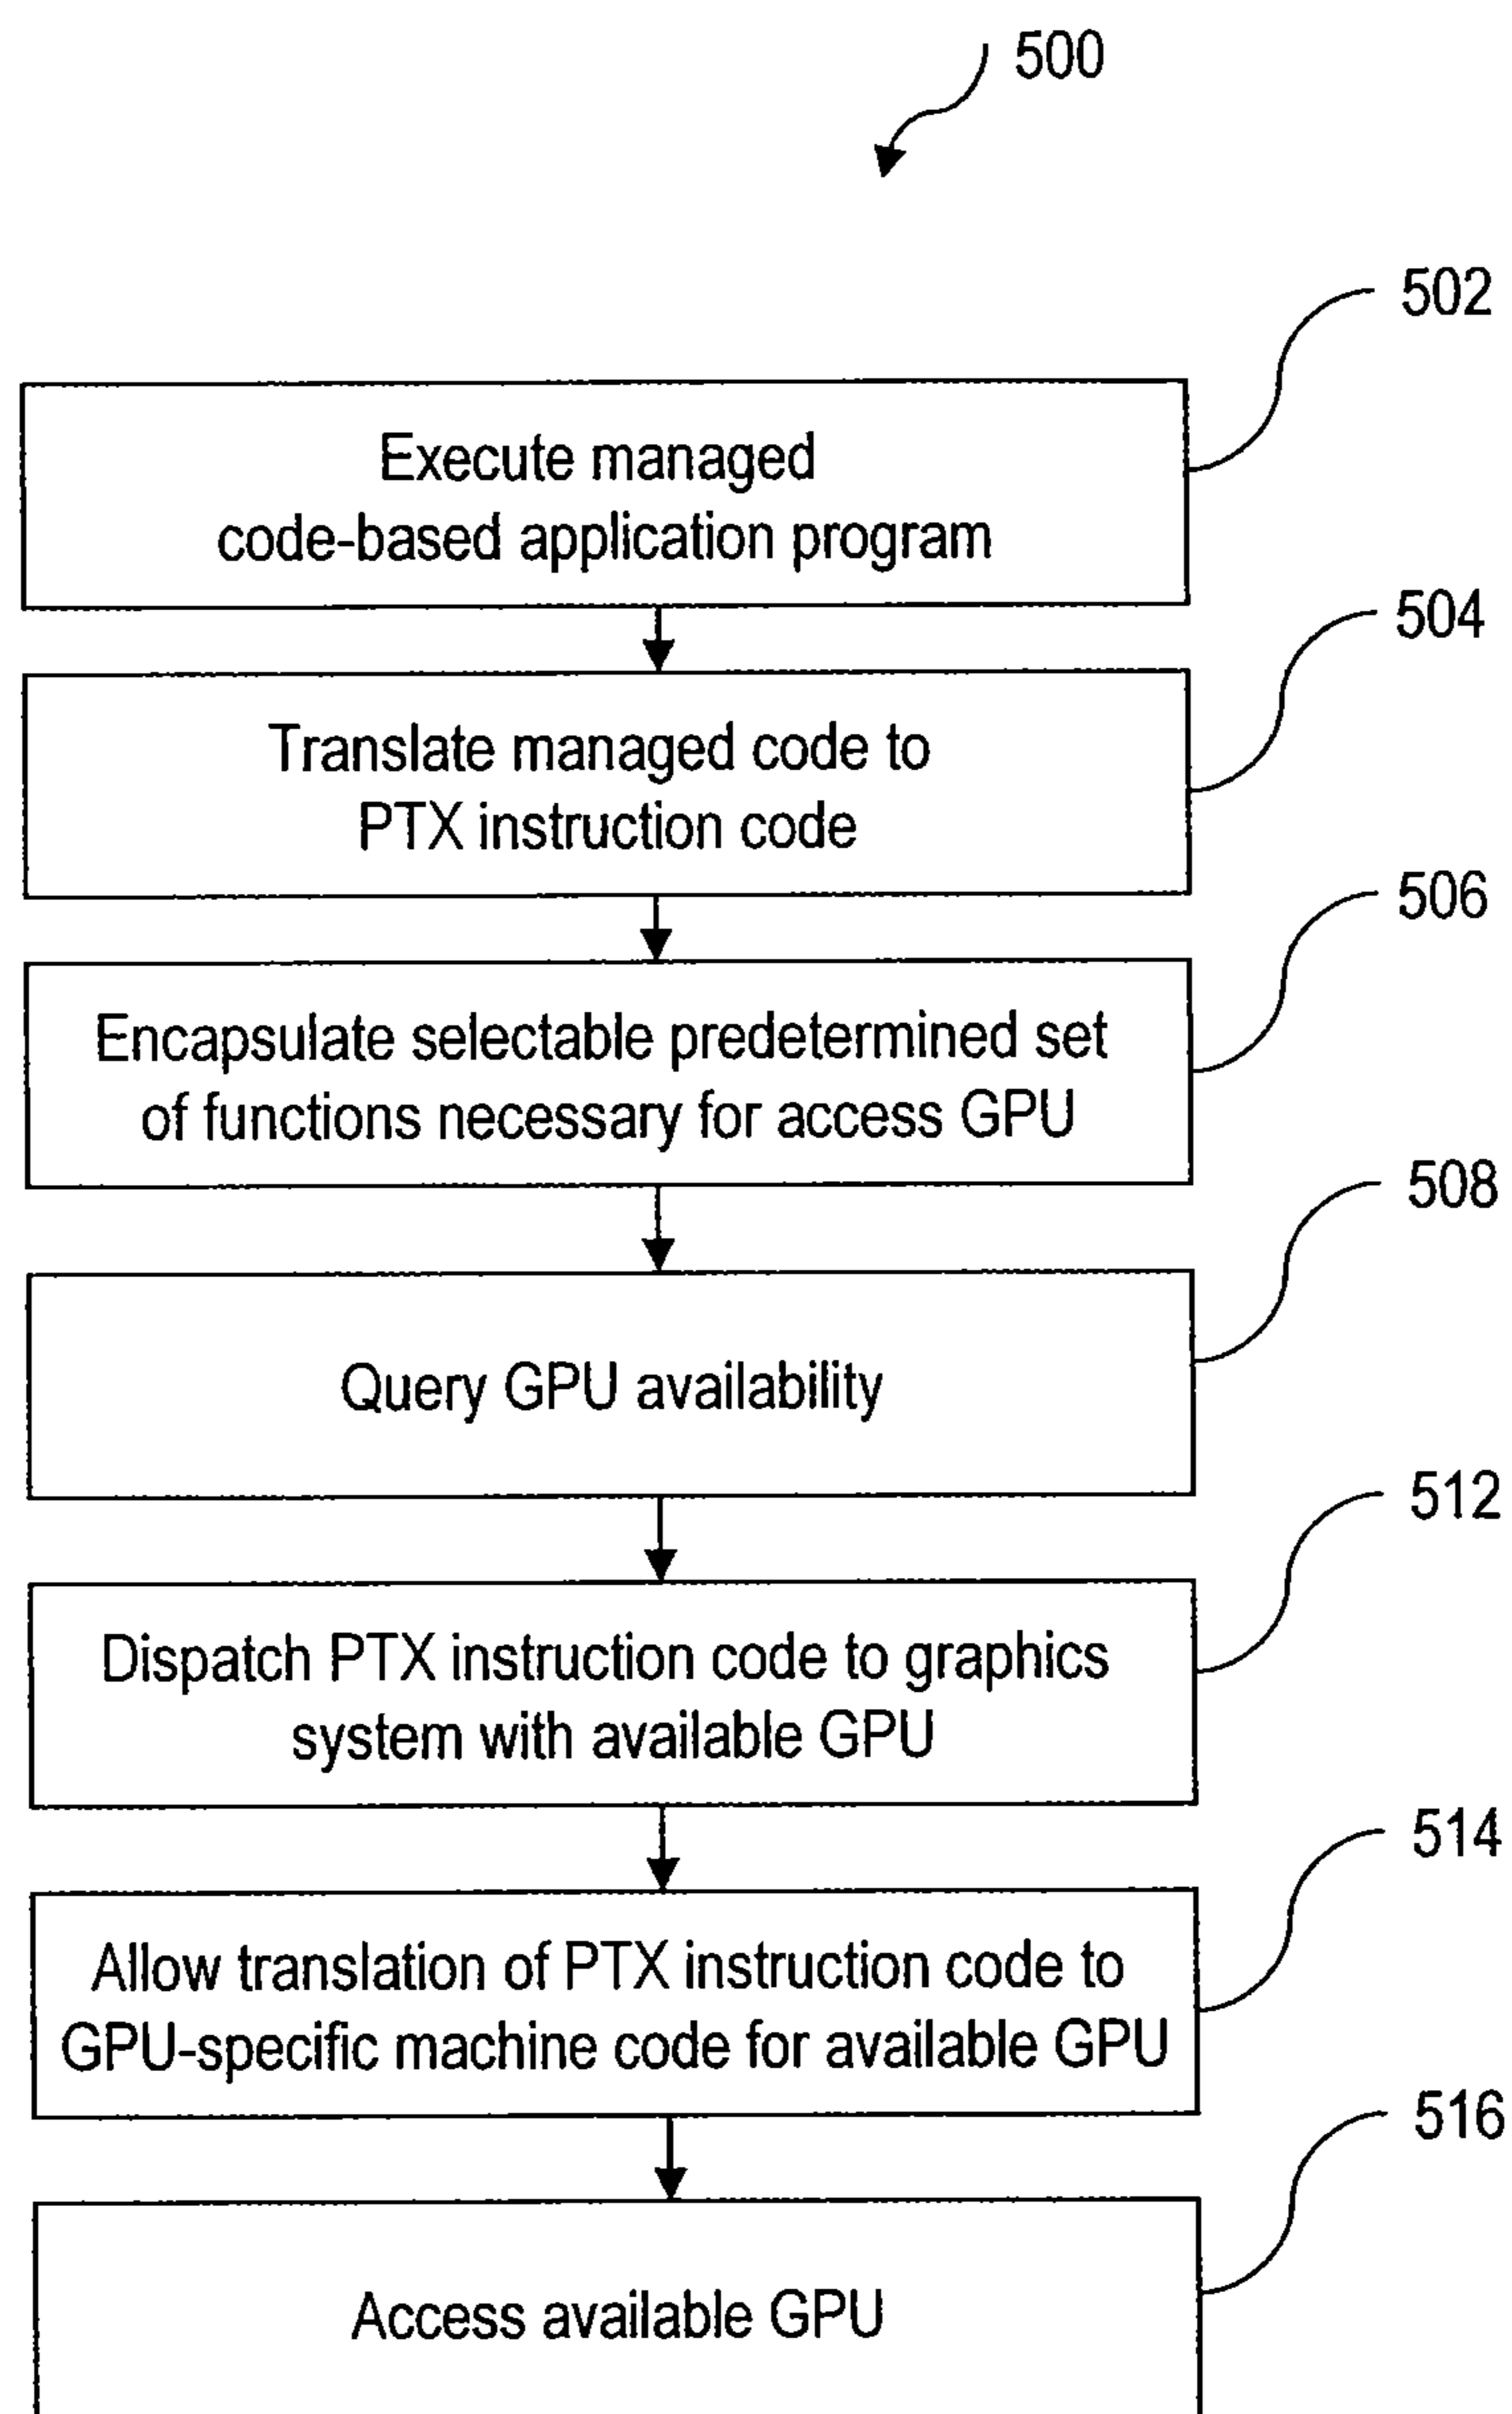 500
502
Execute managed
code-based application program
504
Translate managed code to
PTX instruction code
506
Encapsulate selectable predetermined set
of functions necessary for access GPU
508
Query GPU availability
512
Dispatch PTX instruction code to graphics
system with available GPU
514
Allow translation of PTX instruction code to
GPU-specific machine code for available GPU
516
Access available GPU